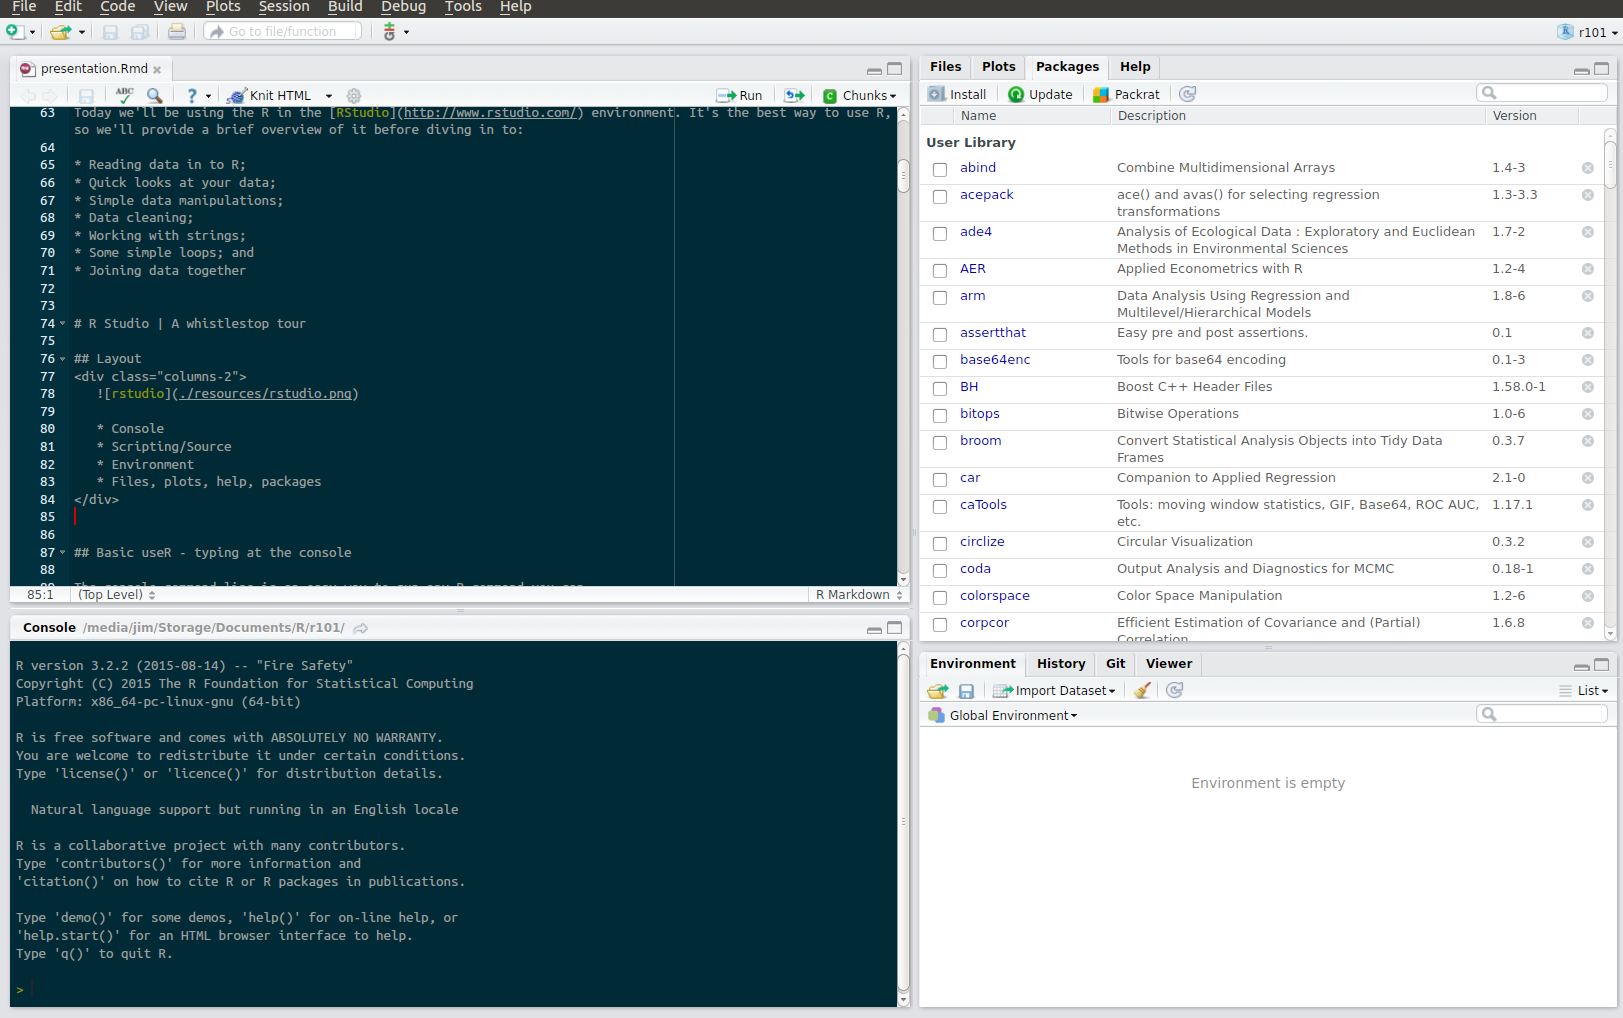 File Edit Code View Plots Session Build Debug Tools Help
Go to file/function
r101
presentation.Rmd
ABC ? Knit HTML Run C Chunks
63 Today we'll be using the R in the [RStudio](http://www.rstudio.com/) environment. It's the best way to use R,
so we'll provide a brief overview of it before diving in to:
64
65 * Reading data in to R;
66 * Quick looks at your data;
67 * Simple data manipulations;
68 * Data cleaning;
69 * Working with strings;
70 * Some simple loops; and
71 * Joining data together
72
73
74 # R Studio | A whistlestop tour
75
76 ## Layout
77 <div class="columns-2">
78 ![rstudio](./resources/rstudio.png)
79
80 * Console
81 * Scripting/Source
82 * Environment
83 * Files, plots, help, packages
84 </div>
85
86
87 ## Basic useR - typing at the console
88
85:1 (Top Level) R Markdown
Console /media/jim/Storage/Documents/R/r101/
R version 3.2.2 (2015-08-14) -- "Fire Safety"
Copyright (C) 2015 The R Foundation for Statistical Computing
Platform: x86_64-pc-linux-gnu (64-bit)
R is free software and comes with ABSOLUTELY NO WARRANTY.
You are welcome to redistribute it under certain conditions.
Type 'license()' or 'licence()' for distribution details.
Natural language support but running in an English locale
R is a collaborative project with many contributors.
Type 'contributors()' for more information and
'citation()' on how to cite R or R packages in publications.
Type 'demo()' for some demos, 'help()' for on-line help, or
'help.start()' for an HTML browser interface to help.
Type 'q()' to quit R.
>
Files Plots Packages Help
Install Update Packrat
Name Description Version
User Library
abind Combine Multidimensional Arrays 1.4-3
acepack ace() and avas() for selecting regression 1.3-3.3
transformations
ade4 Analysis of Ecological Data : Exploratory and Euclidean 1.7-2
Methods in Environmental Sciences
AER Applied Econometrics with R 1.2-4
arm Data Analysis Using Regression and 1.8-6
Multilevel/Hierarchical Models
assertthat Easy pre and post assertions. 0.1
base64enc Tools for base64 encoding 0.1-3
BH Boost C++ Header Files 1.58.0-1
bitops Bitwise Operations 1.0-6
broom Convert Statistical Analysis Objects into Tidy Data 0.3.7
Frames
car Companion to Applied Regression 2.1-0
caTools Tools: moving window statistics, GIF, Base64, ROC AUC, 1.17.1
etc.
circlize Circular Visualization 0.3.2
coda Output Analysis and Diagnostics for MCMC 0.18-1
colorspace Color Space Manipulation 1.2-6
corpcor Efficient Estimation of Covariance and (Partial) 1.6.8
Correlation
Environment History Git Viewer
Import Dataset List
Global Environment
Environment is empty